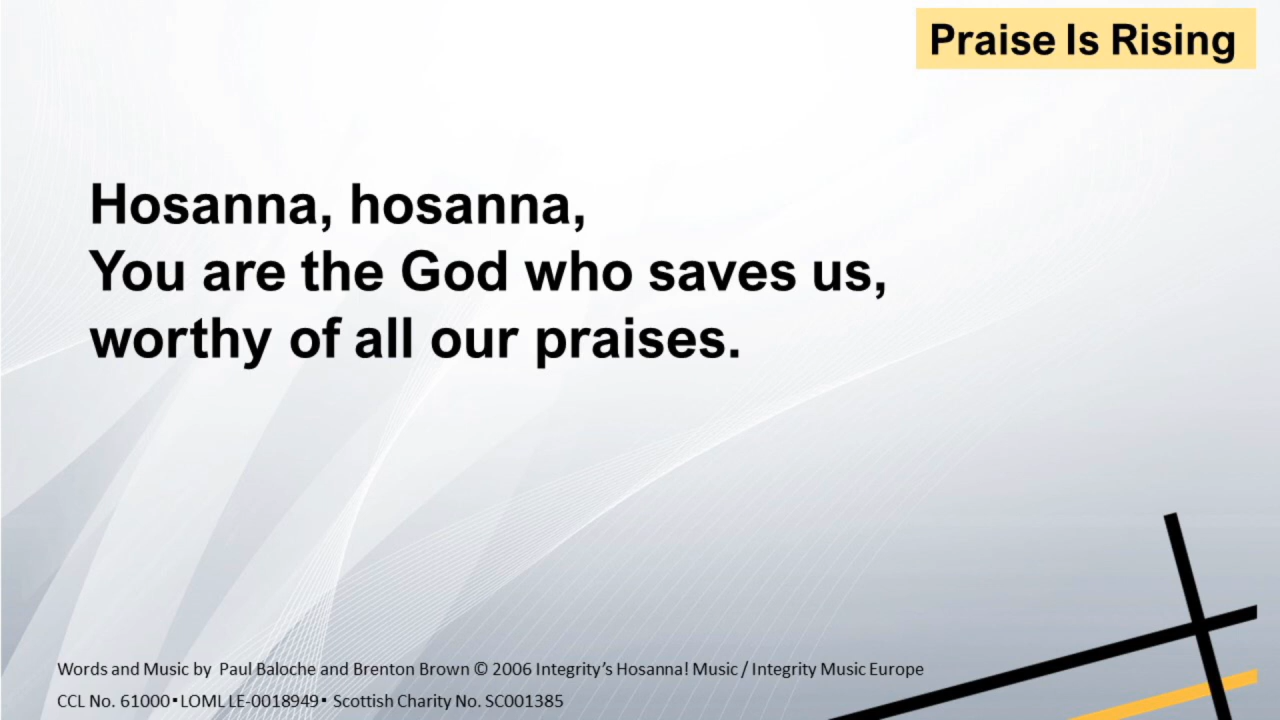 Praise Is Rising
Hosanna, hosanna,
You are the God who saves us,
worthy of all our praises.
Words and Music by Paul Baloche and Brenton Brown © 2006 Integrity’s Hosanna! Music / Integrity Music Europe
CCL No. 61000▪LOML LE-0018949▪ Scottish Charity No. SC001385